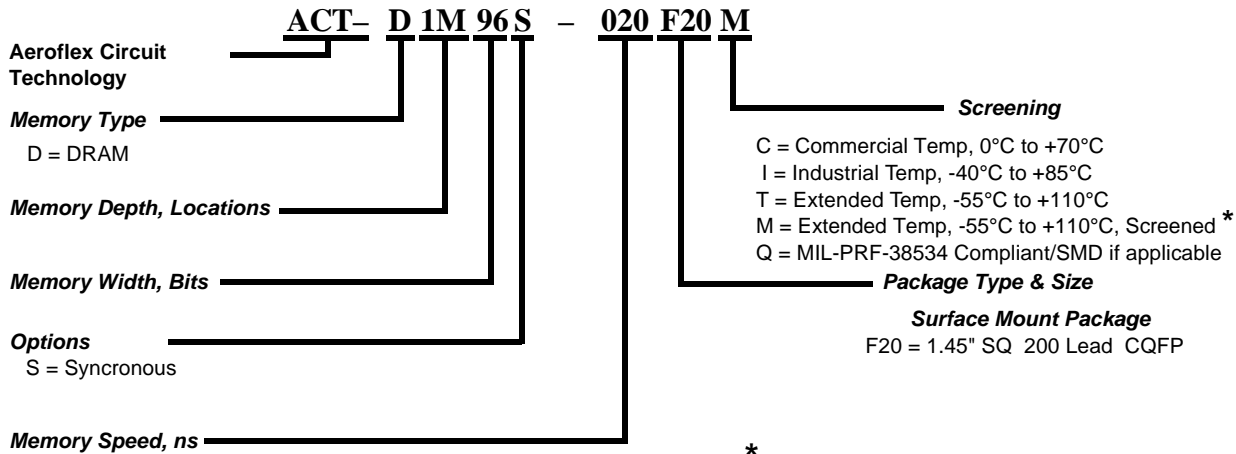 ACT– D 1M 96 S – 020 F20 M
Aeroflex Circuit
Technology
Memory Type
D = DRAM
Memory Depth, Locations
Memory Width, Bits
Options
S = Syncronous
Memory Speed, ns
Screening
C = Commercial Temp, 0°C to +70°C
I = Industrial Temp, -40°C to +85°C
T = Extended Temp, -55°C to +110°C
M = Extended Temp, -55°C to +110°C, Screened *
Q = MIL-PRF-38534 Compliant/SMD if applicable
Package Type & Size
Surface Mount Package
F20 = 1.45" SQ 200 Lead CQFP
*